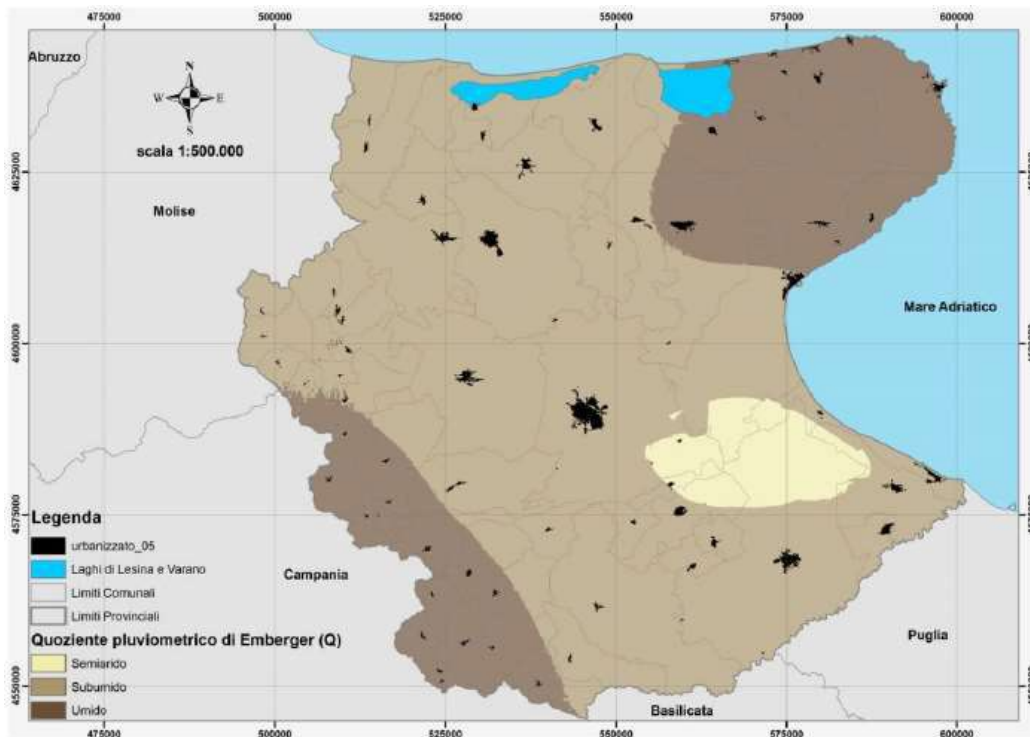 475000 500000 525000 550000 575000 600000
Abruzzo
N
W E
S
scala 1:500.000
4625000
Molise
Mare Adriatico
4600000
4575000
Legenda
urbanizzato_05
Laghi di Lesina e Varano
Limiti Comunali
Limiti Provinciali
Campania
Puglia
Quoziente pluviometrico di Emberger (Q)
Semiarido
Subumido
Umido
4550000
Basilicata
475000 500000 525000 550000 575000 600000